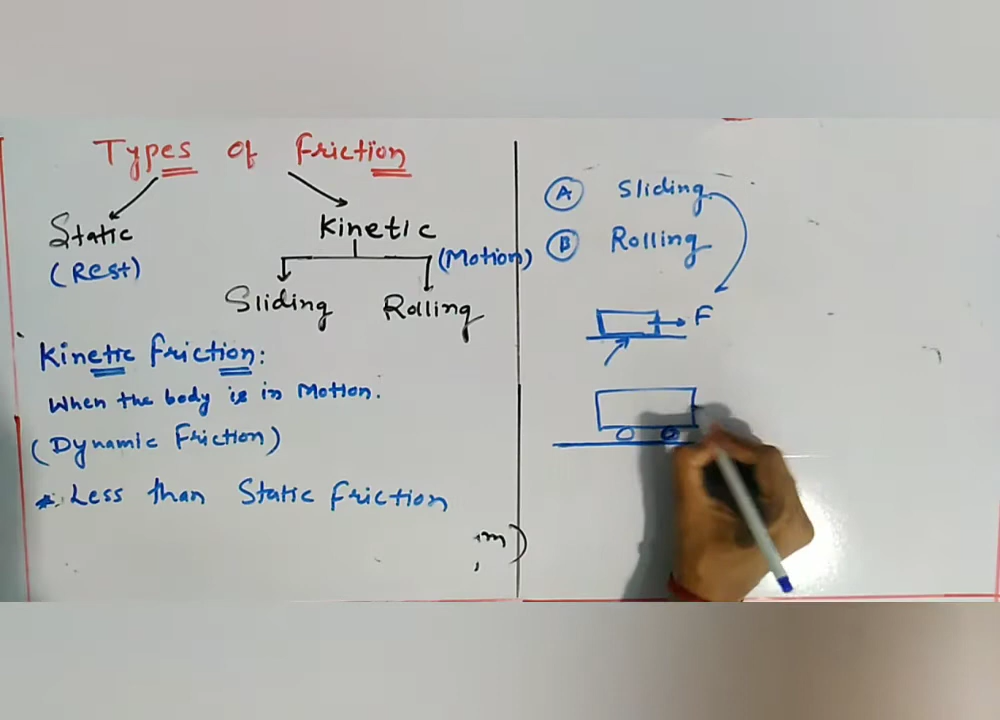 Types of Friction
Static
(Rest)
Kinetic
(Motion)
Sliding
Rolling
Kinetic Friction:
When the body is in Motion.
(Dynamic Friction)
* Less than Static Friction
m)
A Sliding
B Rolling
F